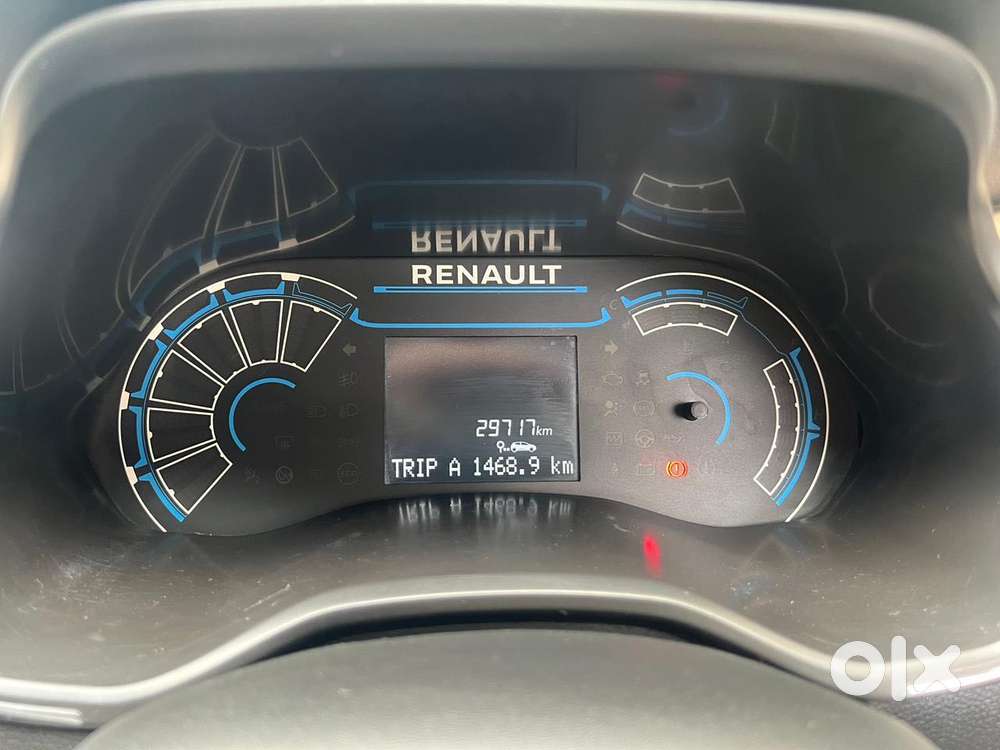 RENAULT
RENAULT
29717km
TRIP A 1468.9 km
olx